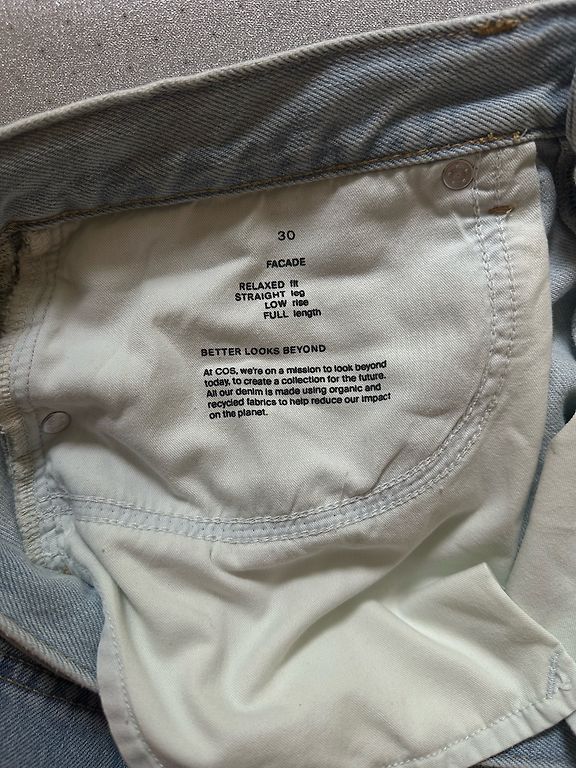 30
FACADE
RELAXED fit
STRAIGHT leg
LOW rise
FULL length
BETTER LOOKS BEYOND
At COS, we're on a mission to look beyond
today, to create a collection for the future.
All our denim is made using organic and
recycled fabrics to help reduce our impact
on the planet.